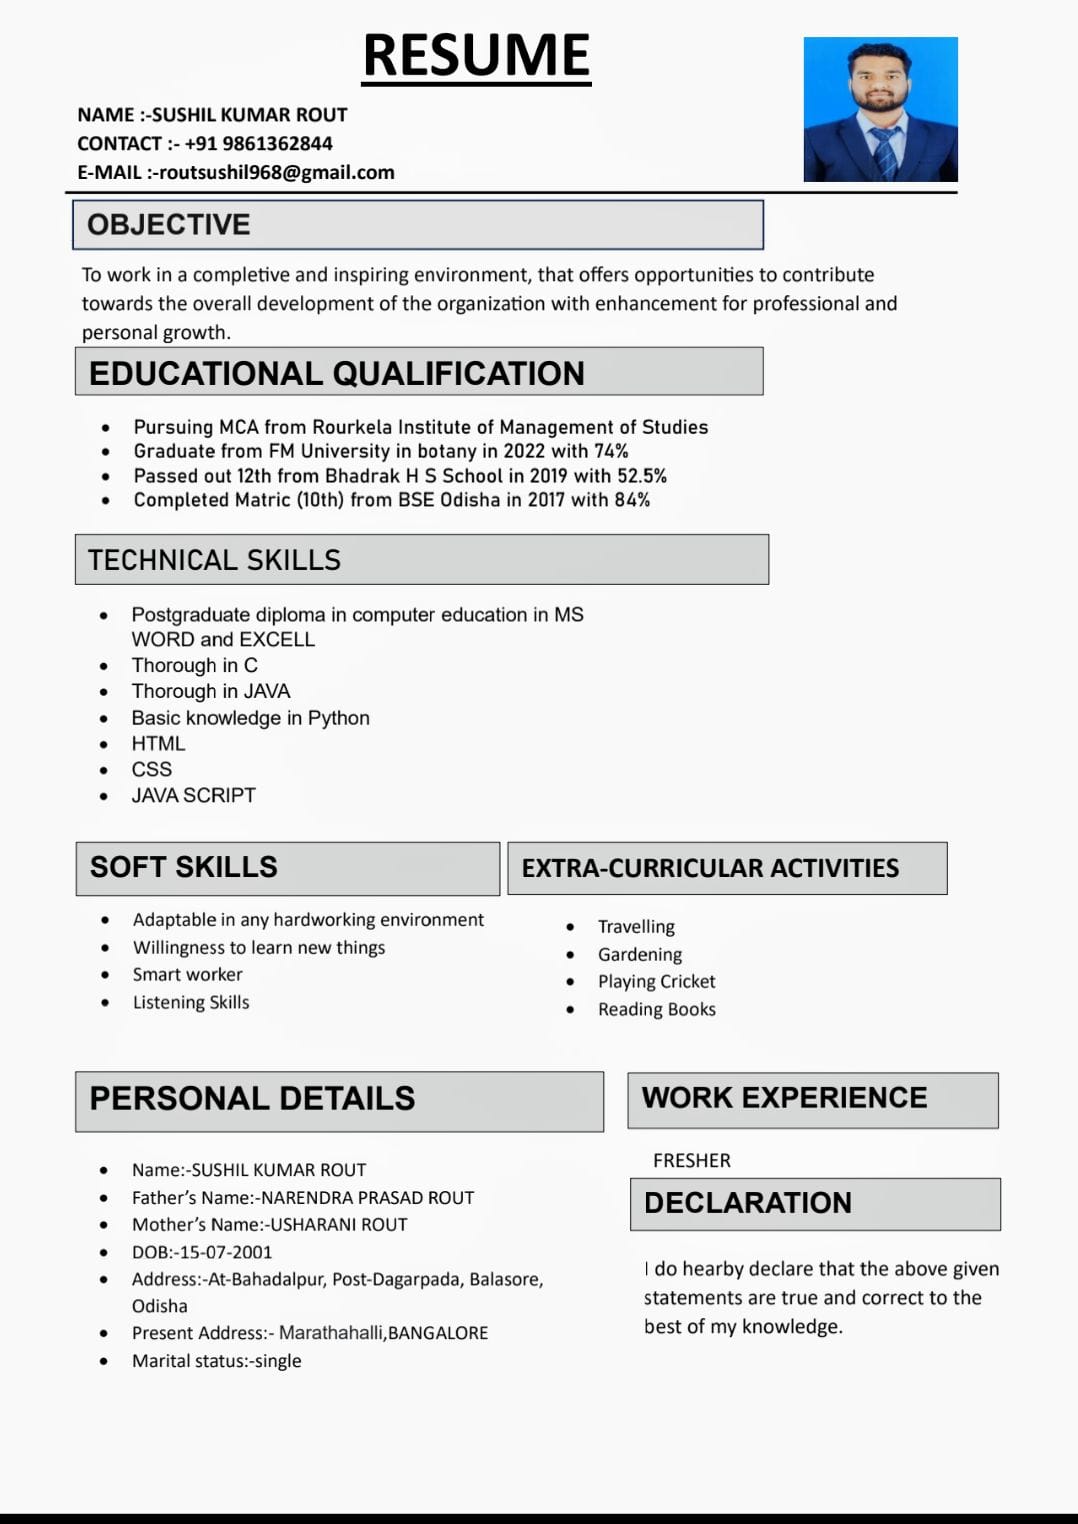 RESUME
NAME :-SUSHIL KUMAR ROUT
CONTACT :- +91 9861362844
E-MAIL :-routsushil968@gmail.com
OBJECTIVE
To work in a completive and inspiring environment, that offers opportunities to contribute
towards the overall development of the organization with enhancement for professional and
personal growth.
EDUCATIONAL QUALIFICATION
• Pursuing MCA from Rourkela Institute of Management of Studies
• Graduate from FM University in botany in 2022 with 74%
• Passed out 12th from Bhadrak H S School in 2019 with 52.5%
• Completed Matric (10th) from BSE Odisha in 2017 with 84%
TECHNICAL SKILLS
• Postgraduate diploma in computer education in MS
WORD and EXCELL
• Thorough in C
• Thorough in JAVA
• Basic knowledge in Python
• HTML
• CSS
• JAVA SCRIPT
SOFT SKILLS
• Adaptable in any hardworking environment
• Willingness to learn new things
• Smart worker
• Listening Skills
EXTRA-CURRICULAR ACTIVITIES
• Travelling
• Gardening
• Playing Cricket
• Reading Books
PERSONAL DETAILS
• Name:-SUSHIL KUMAR ROUT
• Father's Name:-NARENDRA PRASAD ROUT
• Mother's Name:-USHARANI ROUT
• DOB:-15-07-2001
• Address:-At-Bahadalpur, Post-Dagarpada, Balasore,
Odisha
• Present Address:- Marathahalli,BANGALORE
• Marital status:-single
WORK EXPERIENCE
FRESHER
DECLARATION
I do hearby declare that the above given
statements are true and correct to the
best of my knowledge.